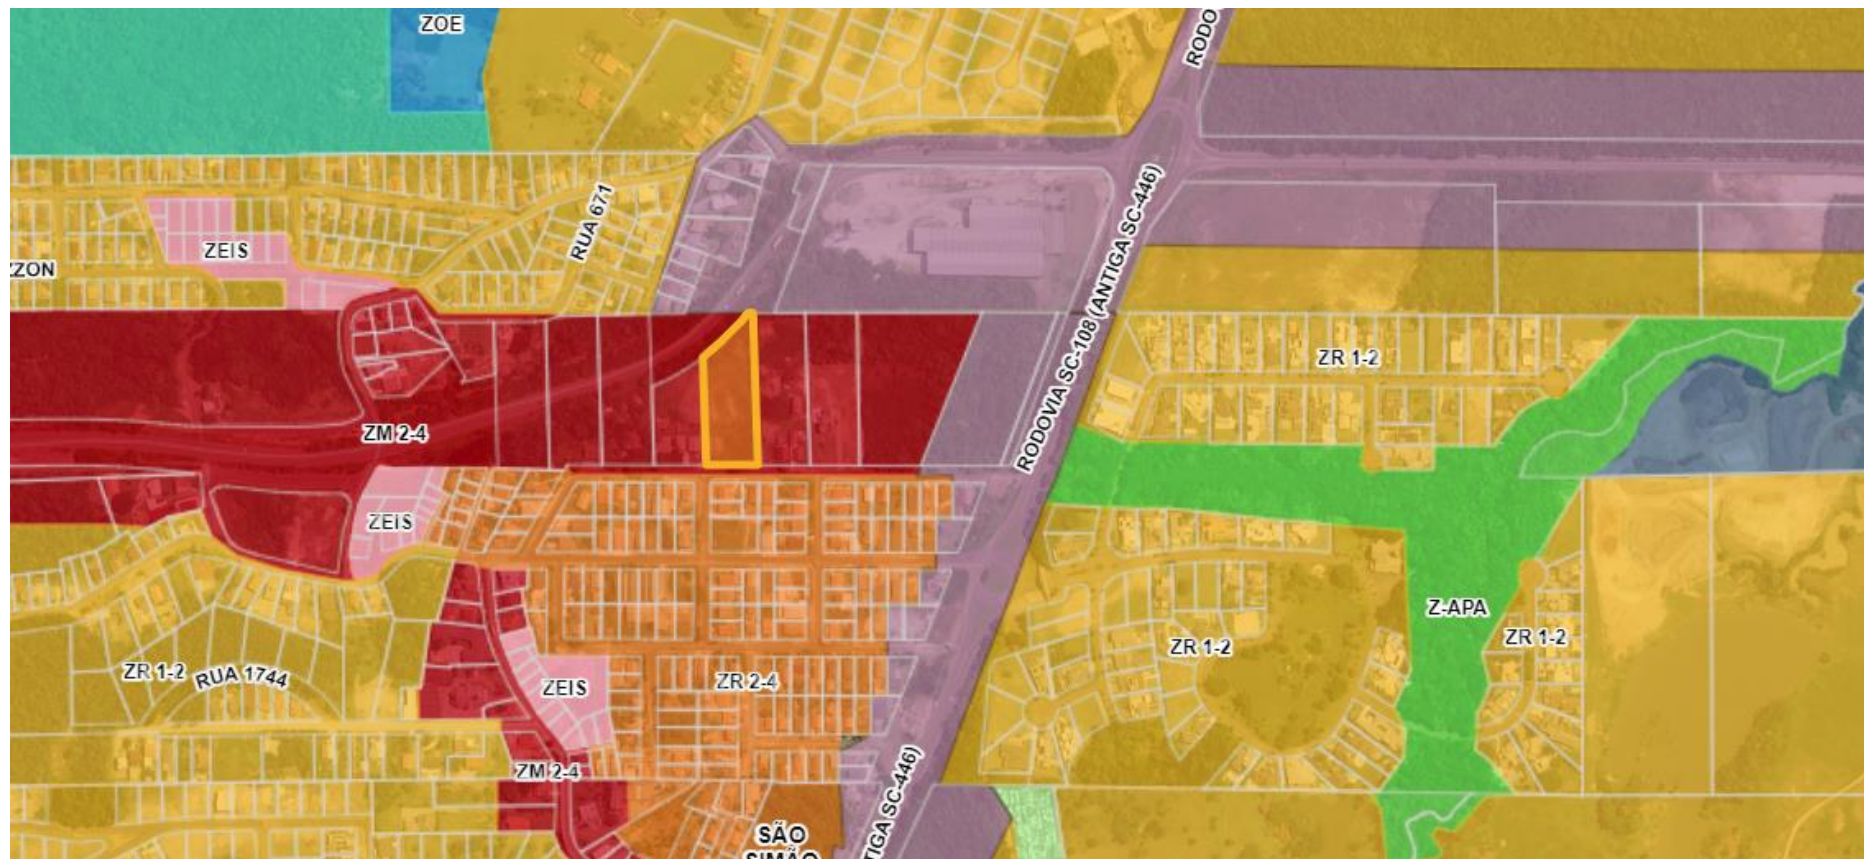 ZOE
RODO
RUA 671
ZEIS
ZZON
RODOVIA SC-108 (ANTIGA SC-446)
ZR 1-2
ZM 2-4
ZEIS
Z-APA
ZR 1-2
ZR 1-2
ZR 1-2
RUA 1744
ZR 2-4
ZEIS
ZM 2-4
TIGA SC-446)
SÃO
SIMÃO